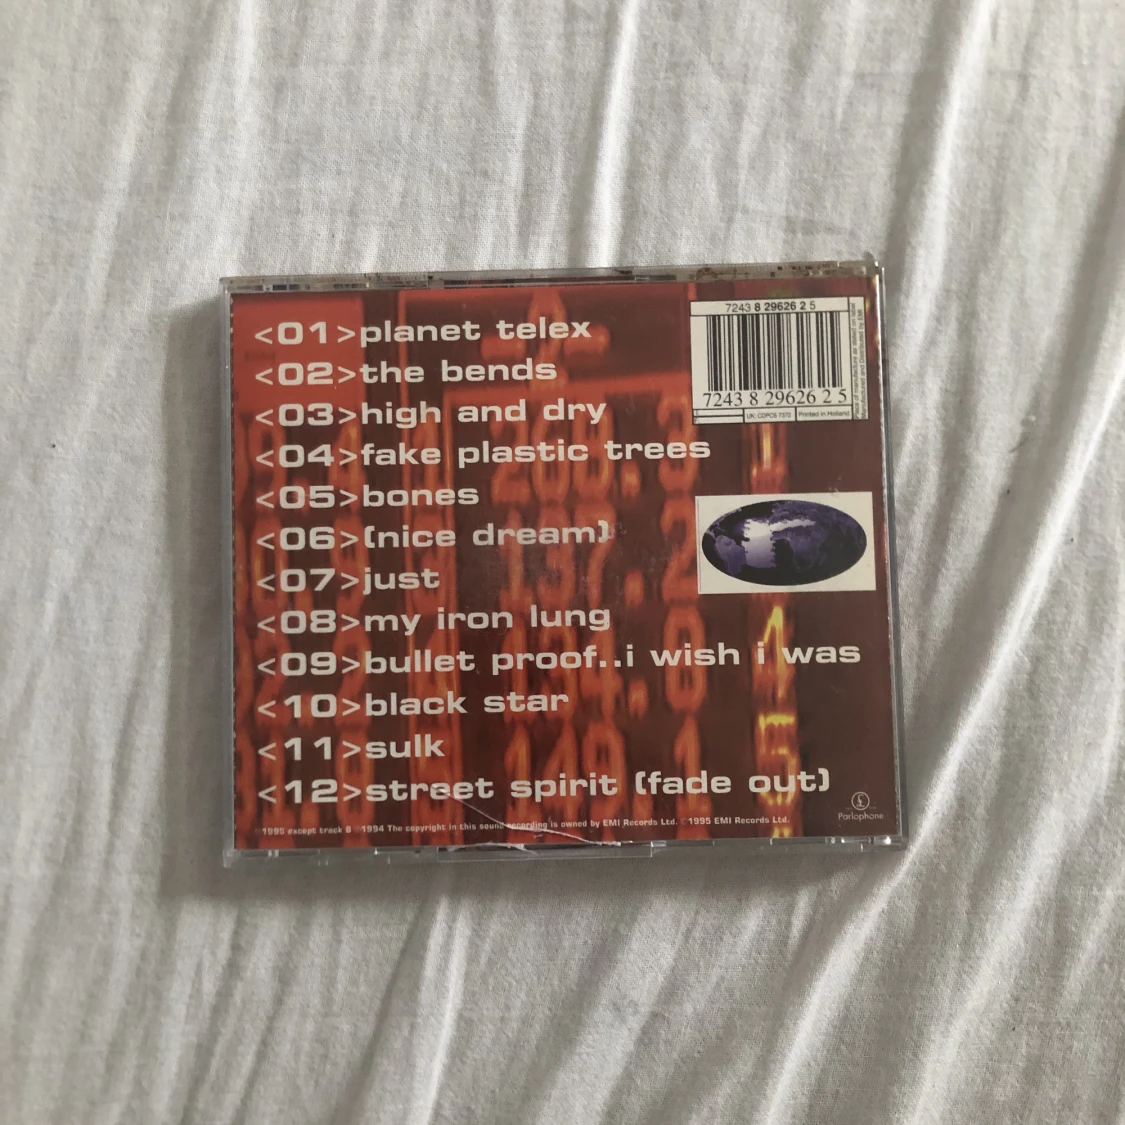 7243 8 29626 2 5
7243 8 29626 2 5
UK: CDPCS 7372
Printed in Holland
<01>planet telex
<02>the bends
<03>high and dry
<04>fake plastic trees
<05>bones
<06>(nice dream)
<07>just
<08>my iron lung
<09>bullet proof..i wish i was
<10>black star
<11>sulk
<12>street spirit (fade out)
1995 except track 8 1994 The copyright in this sound recording is owned by EMI Records Ltd. ©1995 EMI Records Ltd.
Parlophone